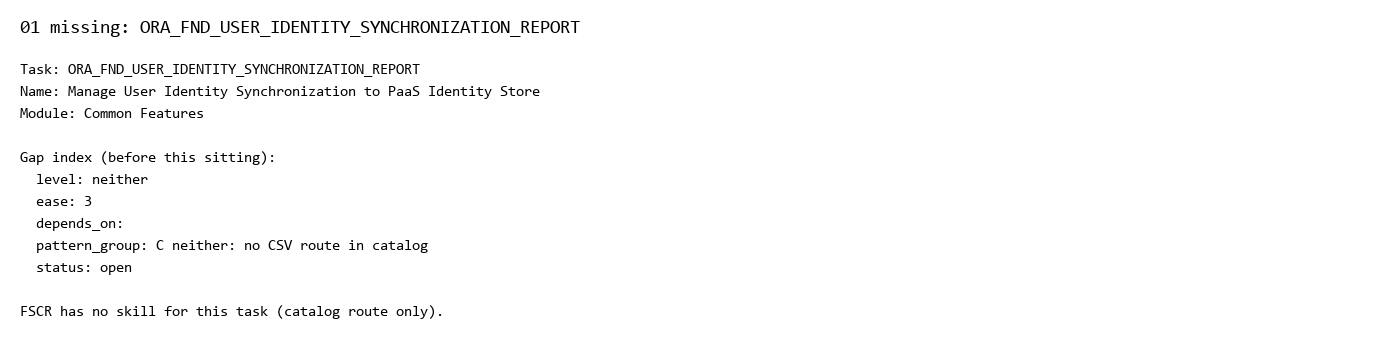 01 missing: ORA_FND_USER_IDENTITY_SYNCHRONIZATION_REPORT
Task: ORA_FND_USER_IDENTITY_SYNCHRONIZATION_REPORT
Name: Manage User Identity Synchronization to PaaS Identity Store
Module: Common Features
Gap index (before this sitting):
level: neither
ease: 3
depends_on:
pattern_group: C neither: no CSV route in catalog
status: open
FSCR has no skill for this task (catalog route only).